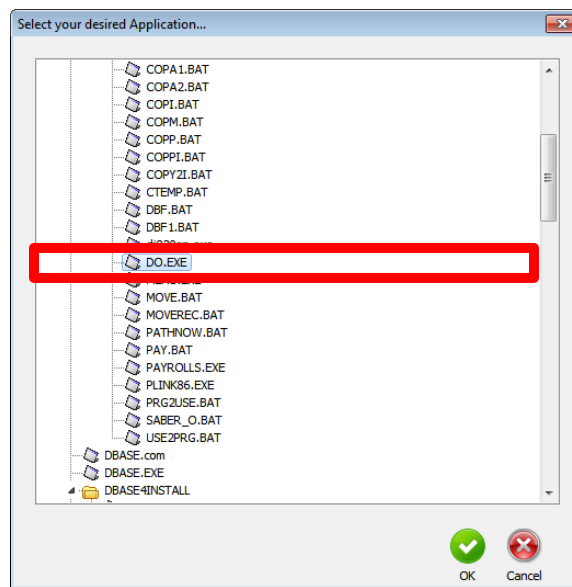 Select your desired Application...
COPA1.BAT
COPA2.BAT
COPI.BAT
COPM.BAT
COPP.BAT
COPPI.BAT
COPY2I.BAT
CTEMP.BAT
DBF.BAT
DBF1.BAT
DO.EXE
MOVE.BAT
MOVEREC.BAT
PATHNOW.BAT
PAY.BAT
PAYROLLS.EXE
PLINK86.EXE
PRG2USE.BAT
SABER_O.BAT
USE2PRG.BAT
DBASE.com
DBASE.EXE
DBASE4INSTALL
OK Cancel